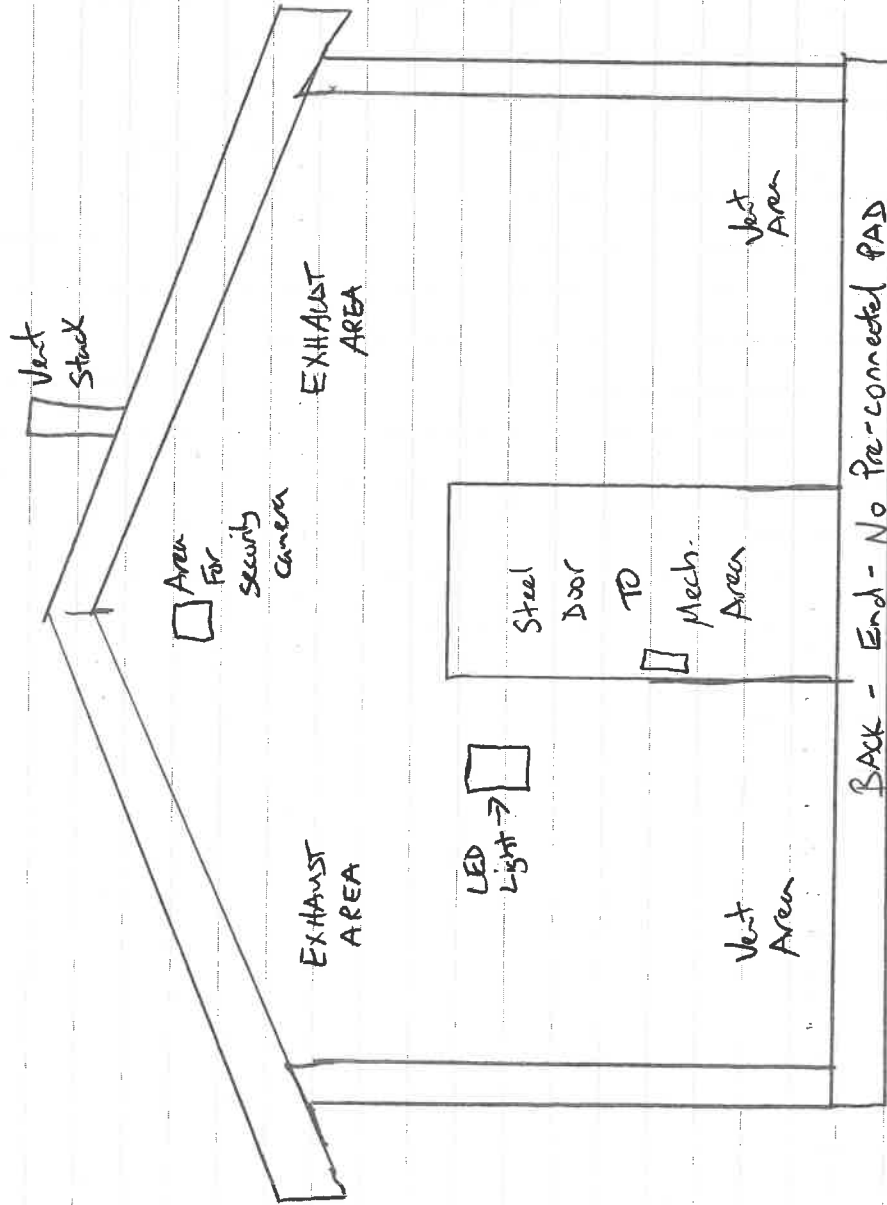 Vent
Stack
Area
For
security
camera
EXHAUST
AREA
EXHAUST
AREA
LED
Light →
Steel
Door
TO
Mech.
Area
Vent
Area
Vent
Area
BACK - End - No Pre-connected PAD